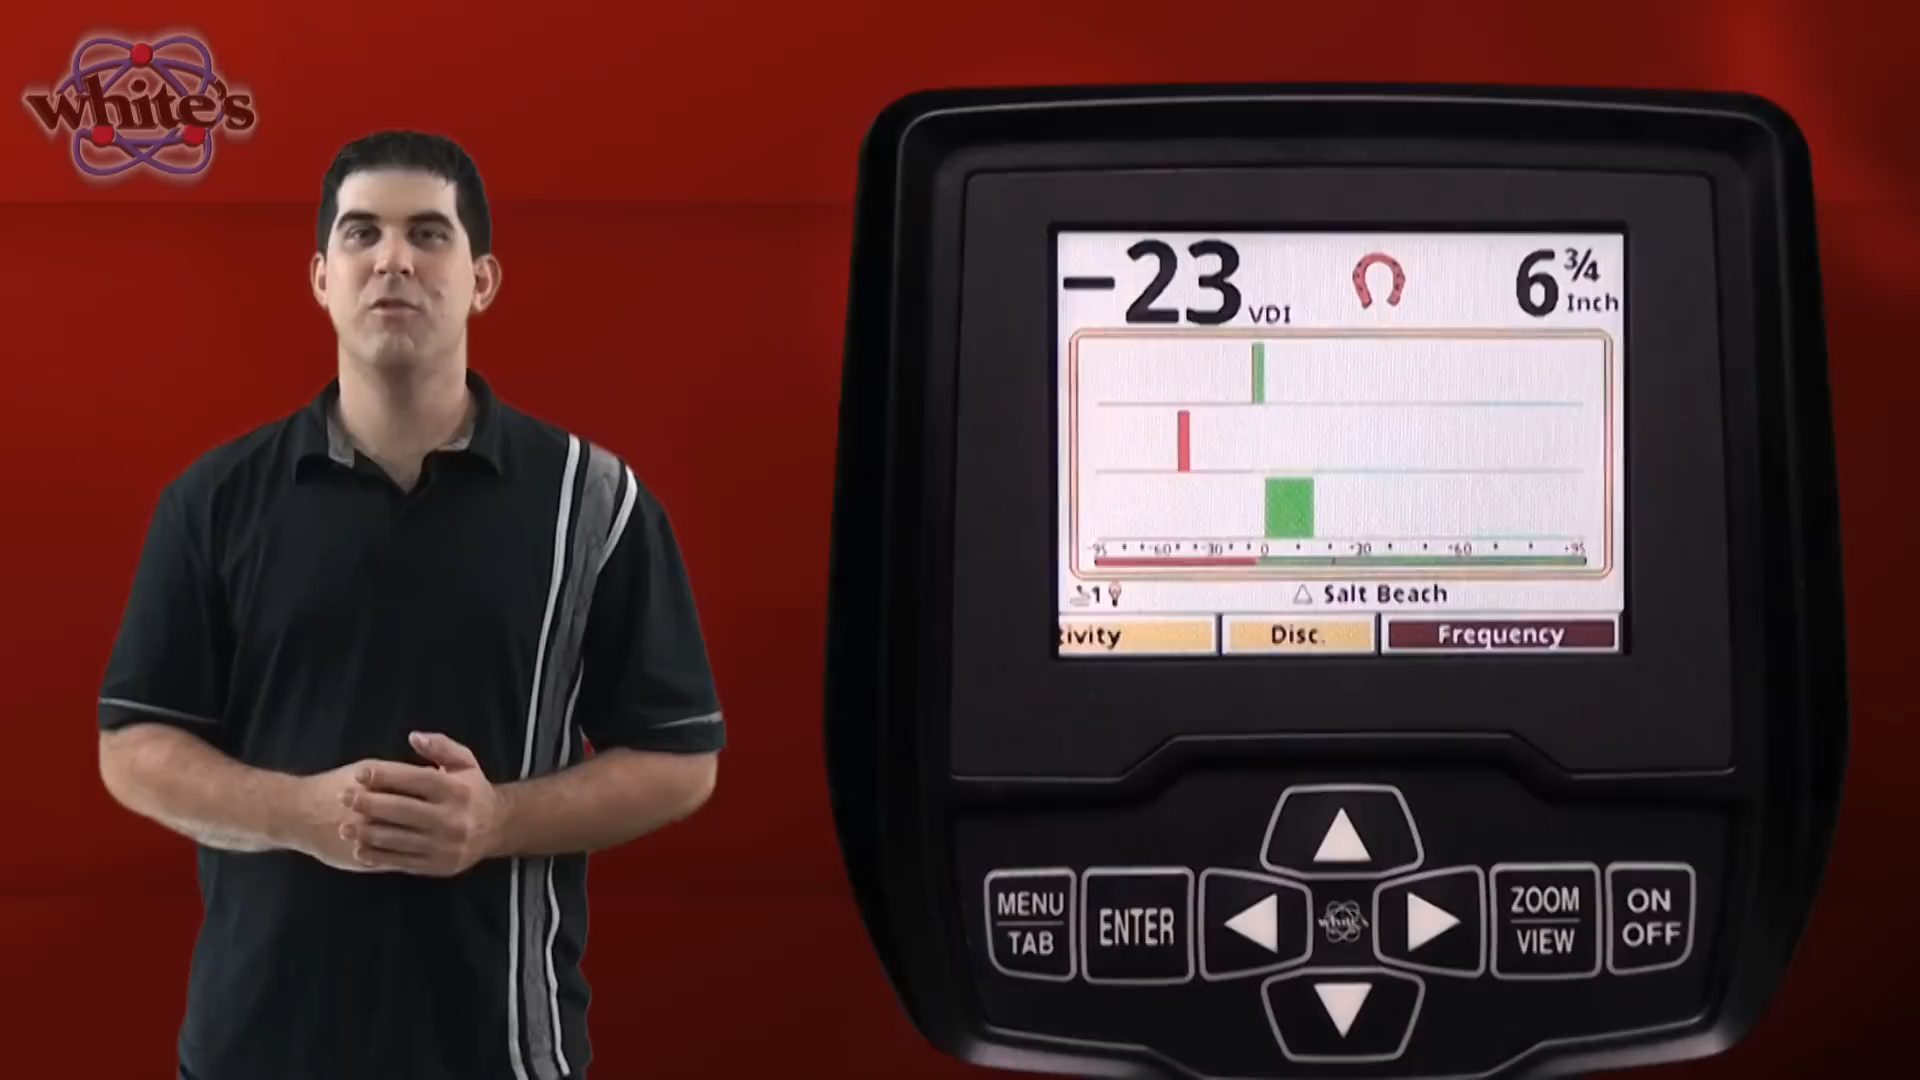 white's
-23 VDI
6 3/4 Inch
-95 -60 -30 0 +30 +60 +95
1
Salt Beach
tivity Disc. Frequency
MENU
TAB
ENTER
white's
ZOOM
VIEW
ON
OFF